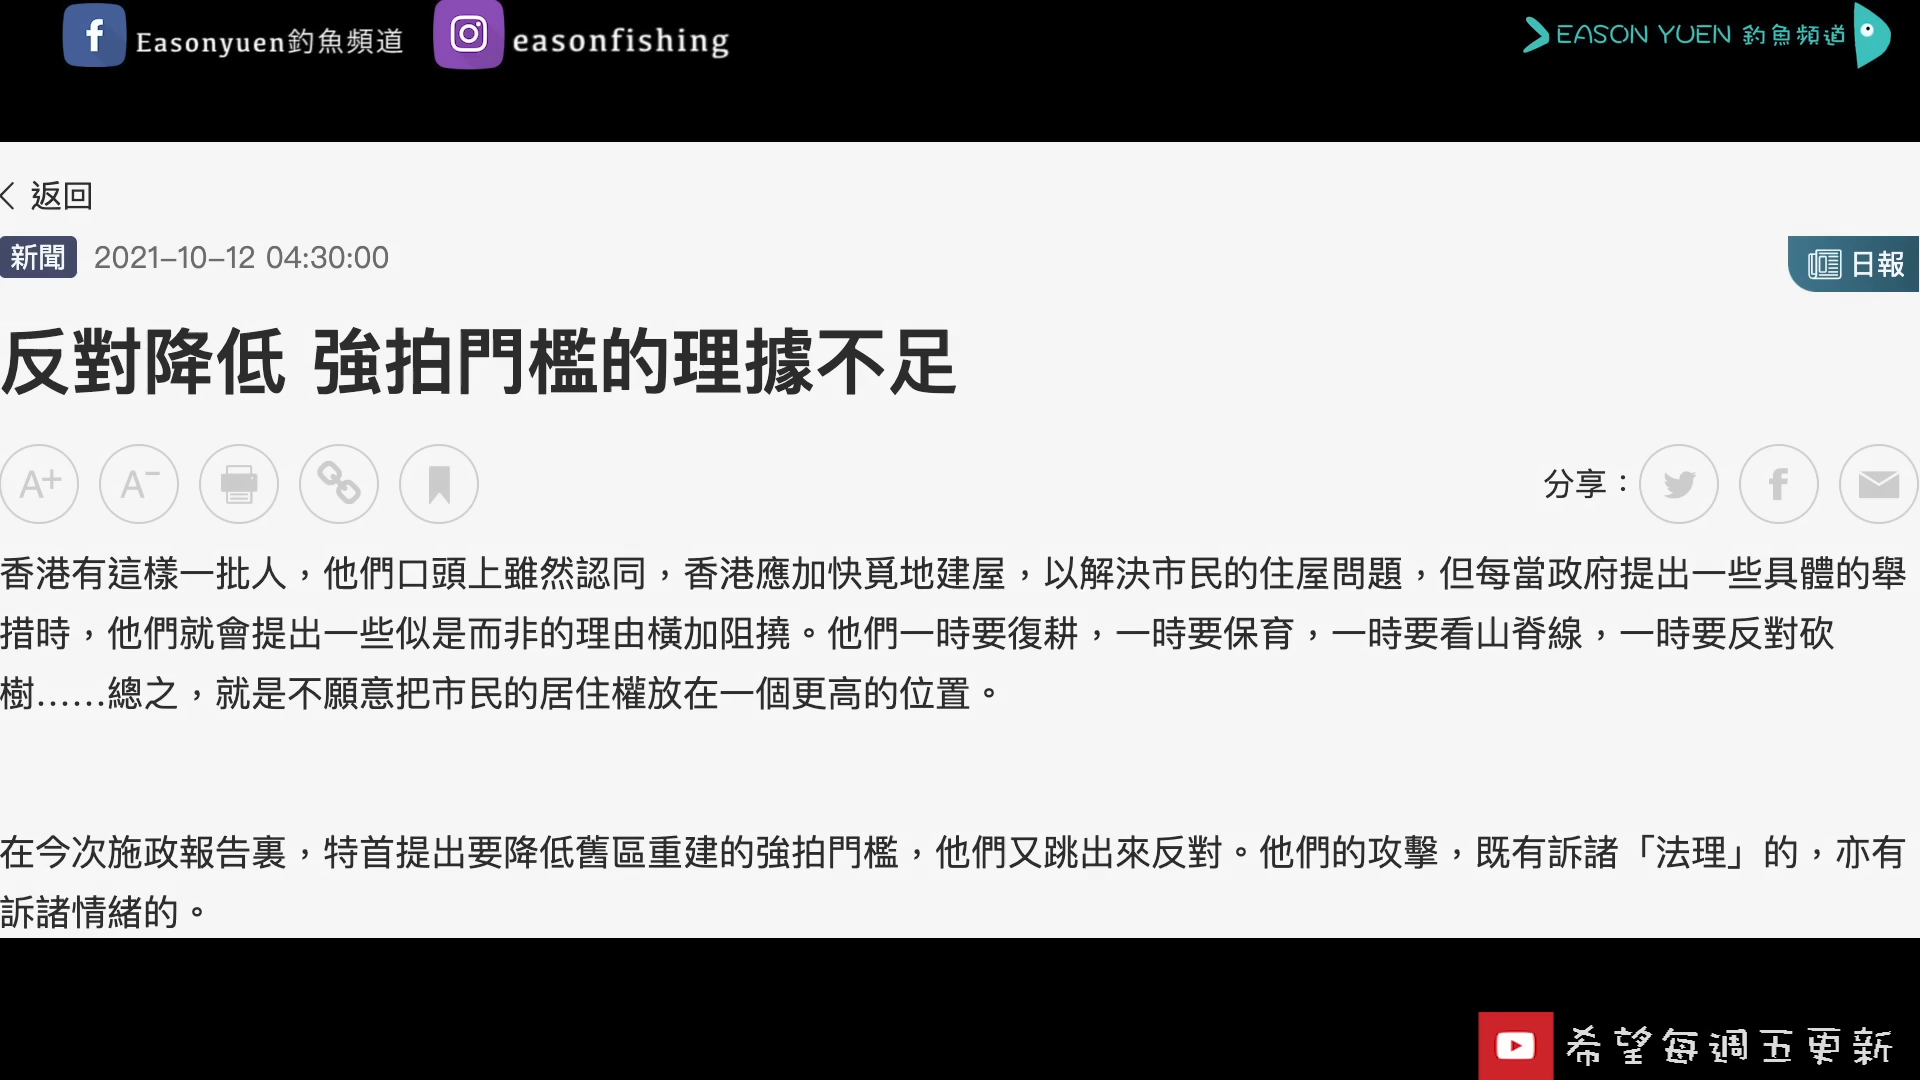 Easonyuen釣魚頻道
easonfishing
EASON YUEN 釣魚頻道
返回
新聞 2021-10-12 04:30:00
日報
反對降低 強拍門檻的理據不足
A+ A-
分享：
香港有這樣一批人，他們口頭上雖然認同，香港應加快覓地建屋，以解決市民的住屋問題，但每當政府提出一些具體的舉
措時，他們就會提出一些似是而非的理由橫加阻撓。他們一時要復耕，一時要保育，一時要看山脊線，一時要反對砍
樹……總之，就是不願意把市民的居住權放在一個更高的位置。
在今次施政報告裏，特首提出要降低舊區重建的強拍門檻，他們又跳出來反對。他們的攻擊，既有訴諸「法理」的，亦有
訴諸情緒的。
希望每週五更新